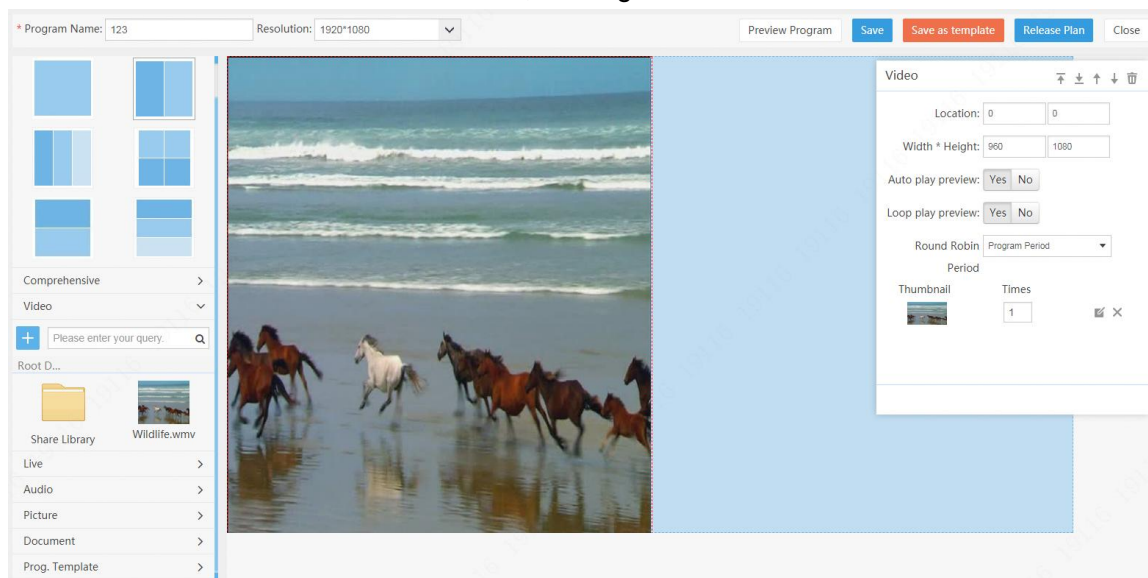 * Program Name: 123 Resolution: 1920*1080 Preview Program Save Save as template Release Plan Close
Video
Location: 0 0
Width * Height: 960 1080
Auto play preview: Yes No
Loop play preview: Yes No
Round Robin Period Program Period
Thumbnail Times
1
Comprehensive
Video
Please enter your query.
Root D...
Share Library Wildlife.wmv
Live
Audio
Picture
Document
Prog. Template